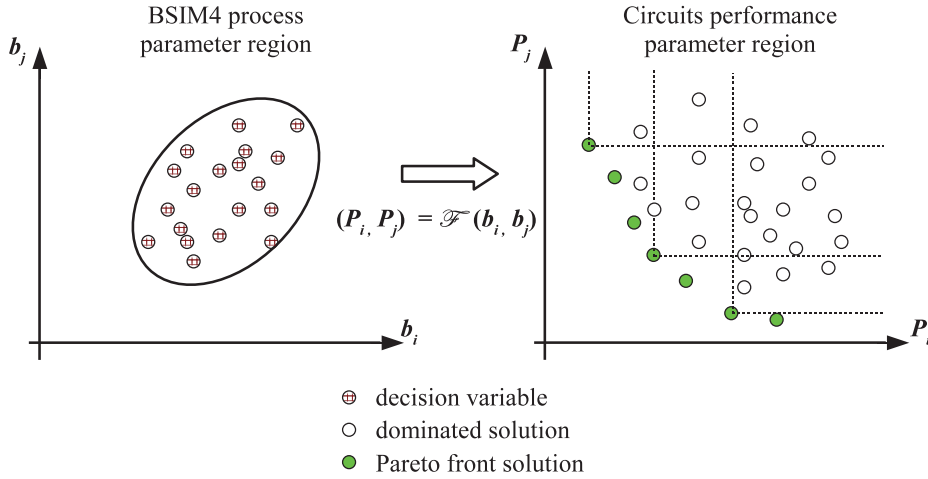 BSIM4 process
parameter region
b_j
b_i
(P_i, P_j) = ℱ (b_i, b_j)
Circuits performance
parameter region
P_j
P_i
decision variable
dominated solution
Pareto front solution